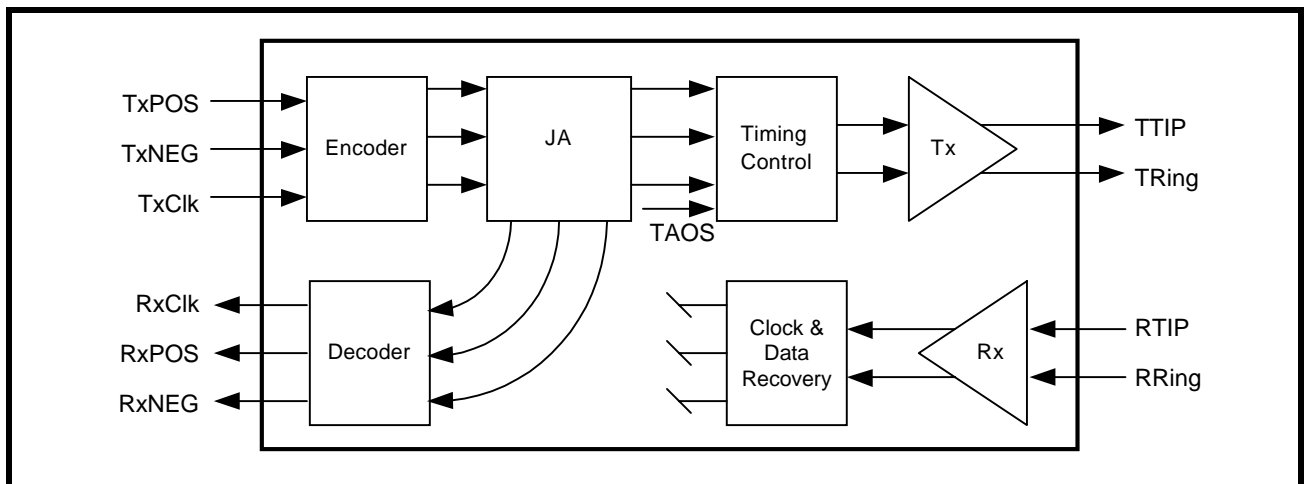 TxPOS
TxNEG
TxClk
Encoder
JA
TAOS
Timing
Control
Tx
TTIP
TRing
RxClk
RxPOS
RxNEG
Decoder
Clock &
Data
Recovery
Rx
RTIP
RRing